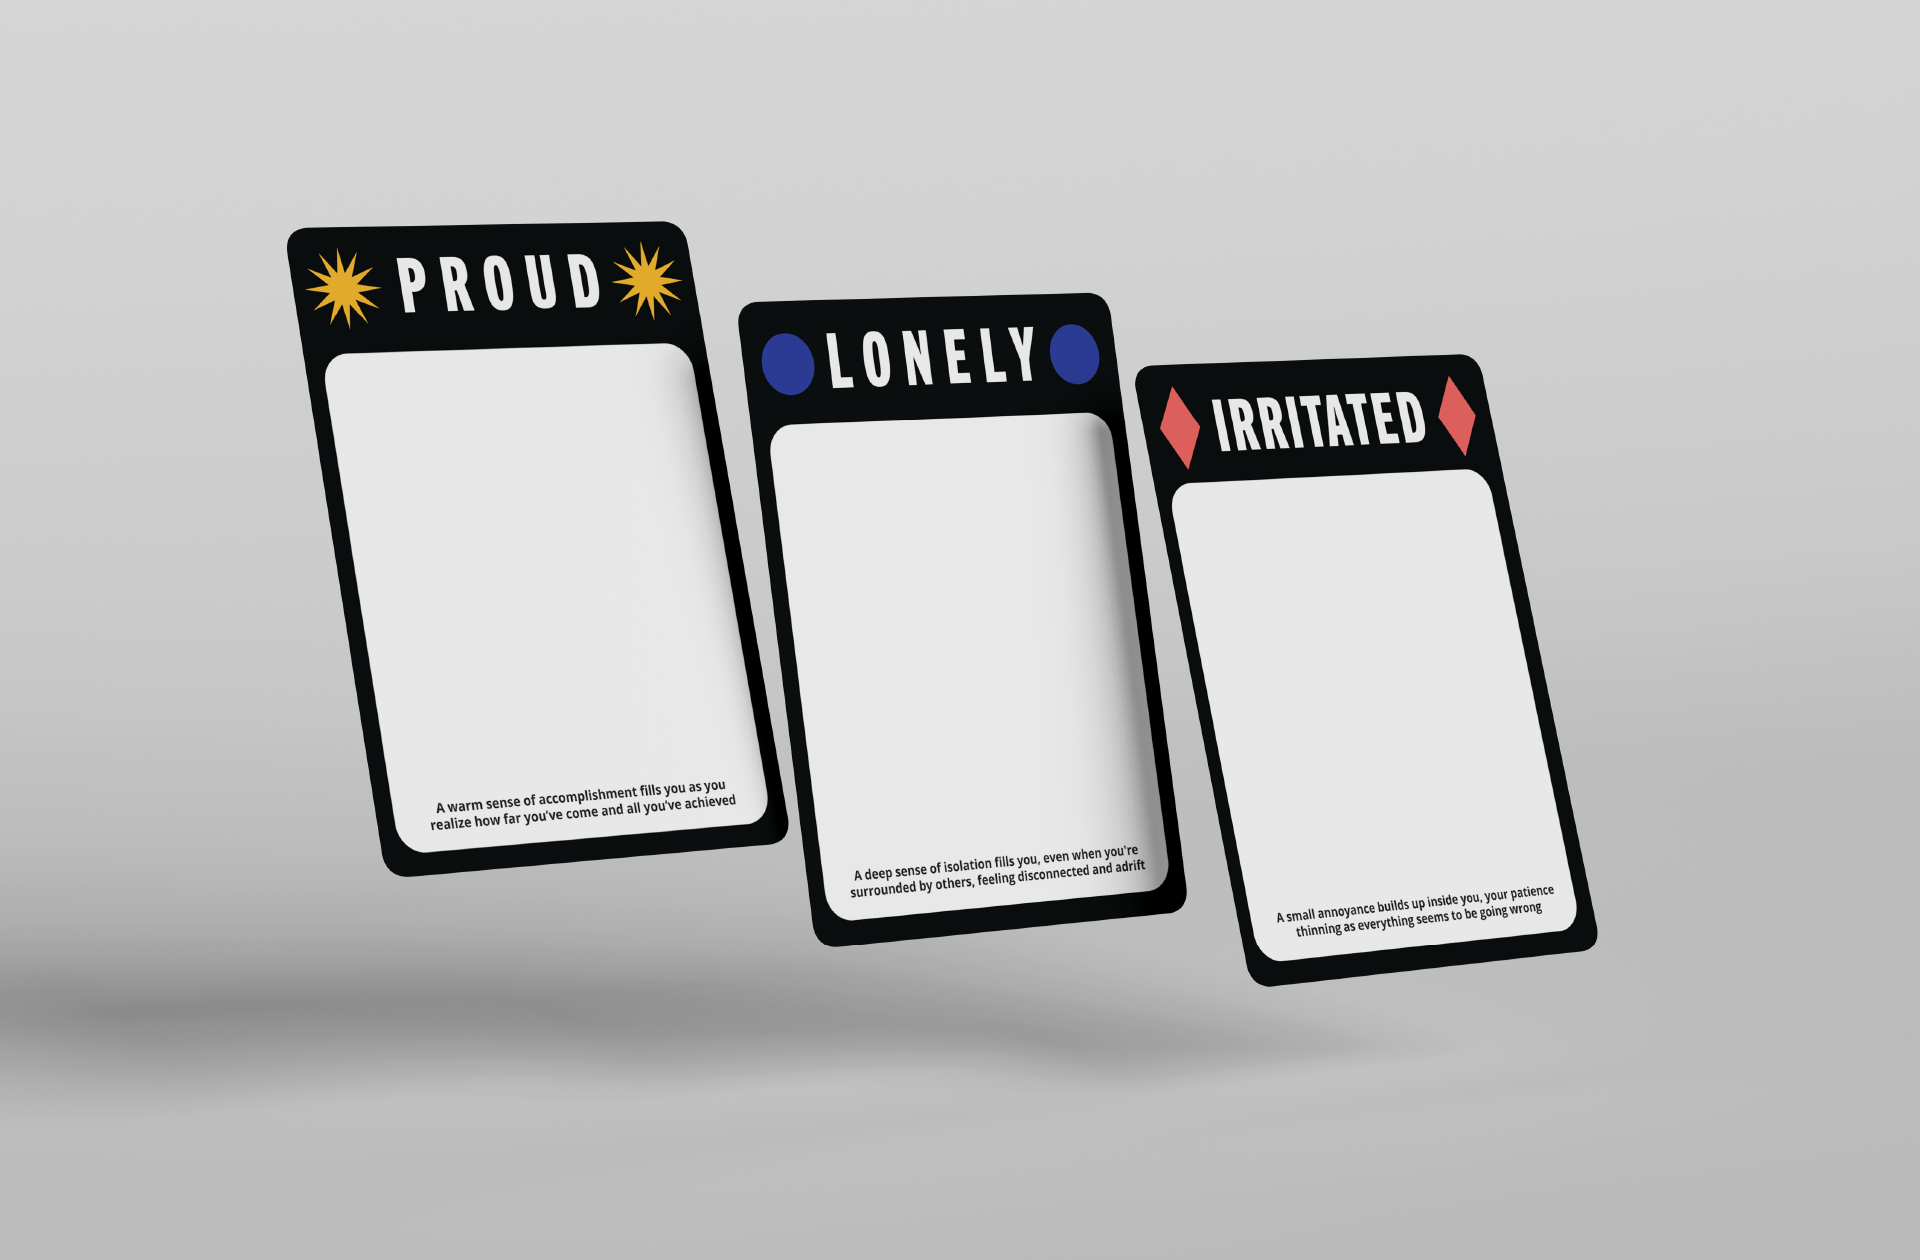 PROUD
A warm sense of accomplishment fills you as you
realize how far you've come and all you've achieved
LONELY
A deep sense of isolation fills you, even when you're
surrounded by others, feeling disconnected and adrift
IRRITATED
A small annoyance builds up inside you, your patience
thinning as everything seems to be going wrong